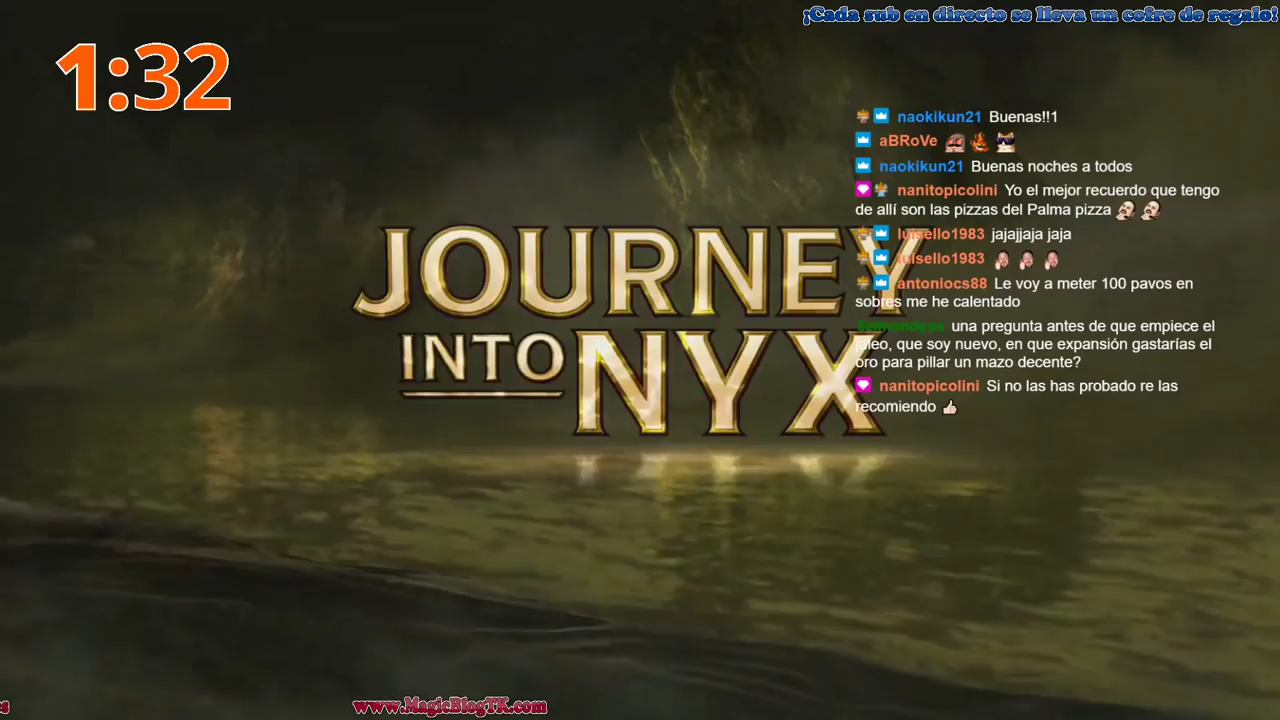 ¡Cada sub en directo se lleva un cofre de regalo!
1:32
naokikun21 Buenas!!1
aBRoVe
naokikun21 Buenas noches a todos
nanitopicolini Yo el mejor recuerdo que tengo
de allí son las pizzas del Palma pizza
luisello1983 jajajjaja jaja
luisello1983
antoniocs88 Le voy a meter 100 pavos en
sobres me he calentado
una pregunta antes de que empiece el
jaleo, que soy nuevo, en que expansión gastarías el
oro para pillar un mazo decente?
nanitopicolini Si no las has probado re las
recomiendo
JOURNEY
INTO NYX
www.MagicBlogTK.com